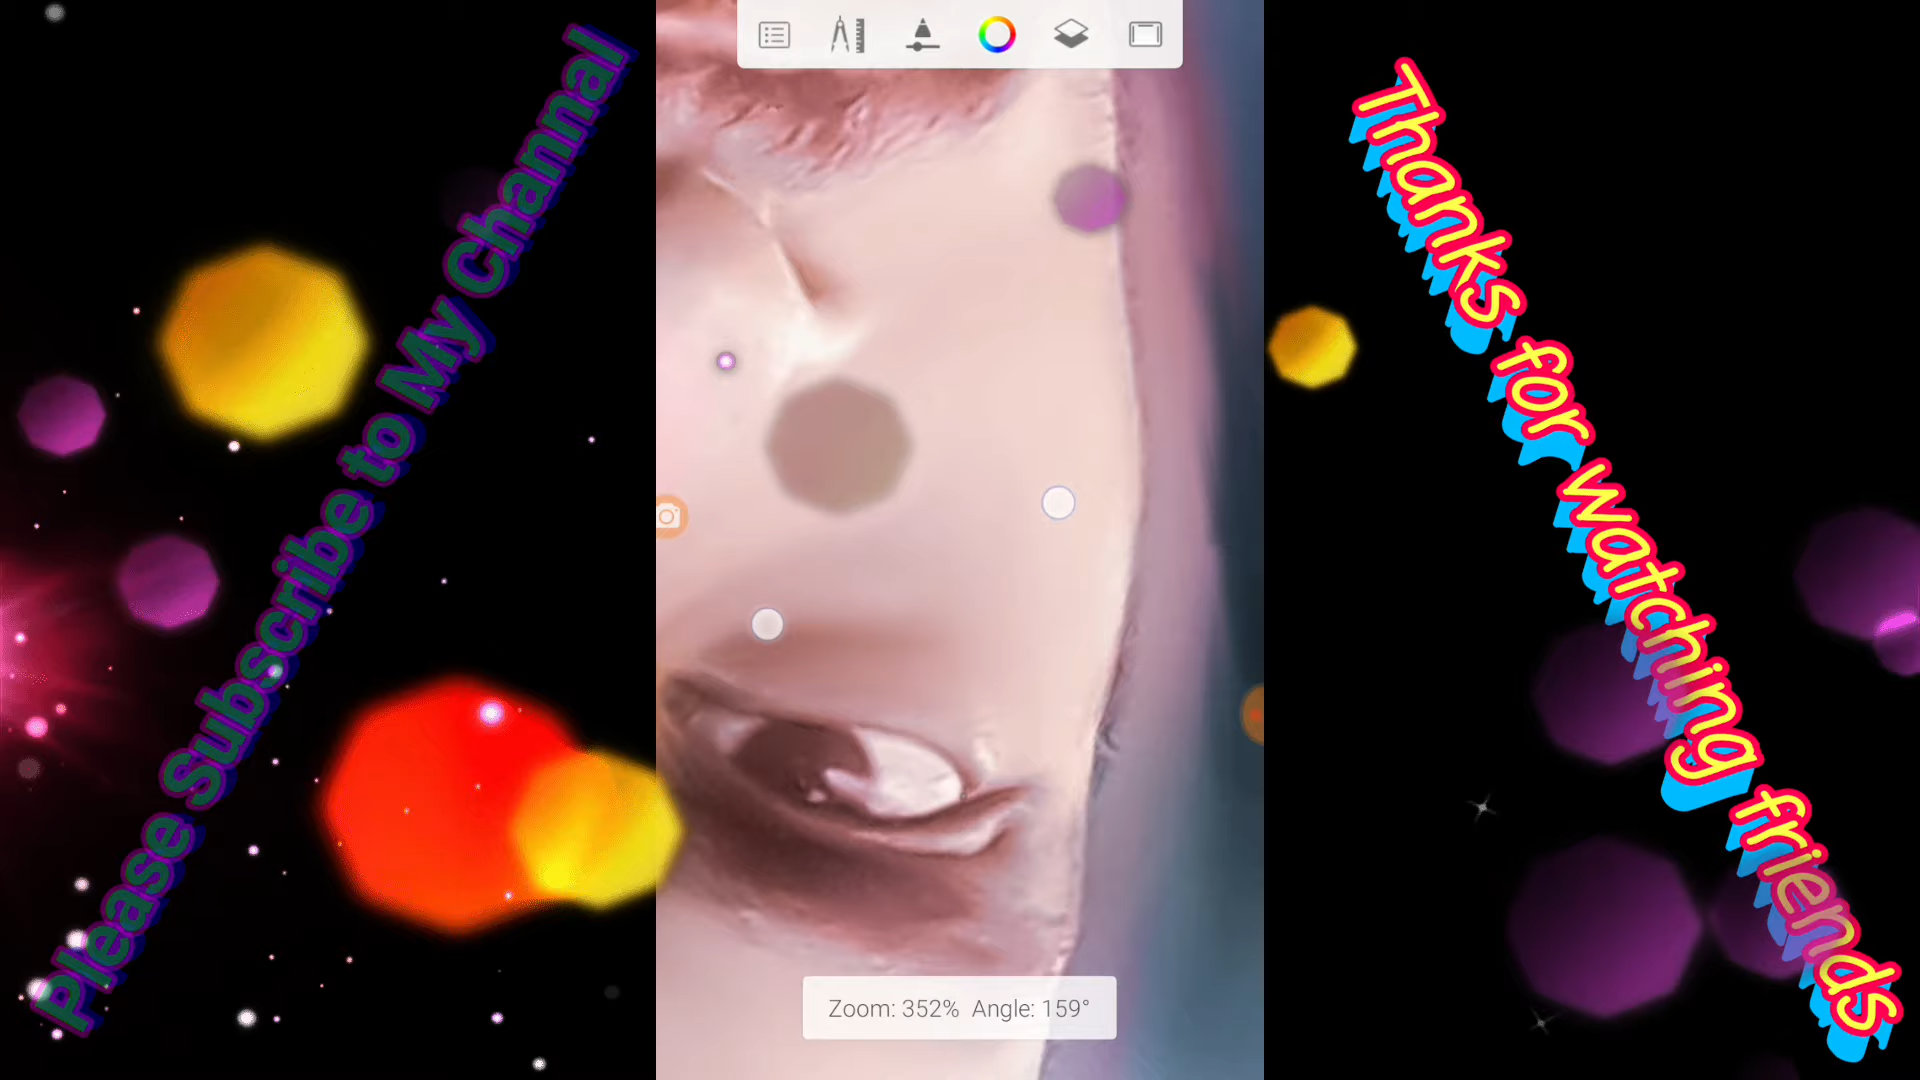 Please Subscribe to My Channal
Thanks for watching friends
Zoom: 352% Angle: 159°